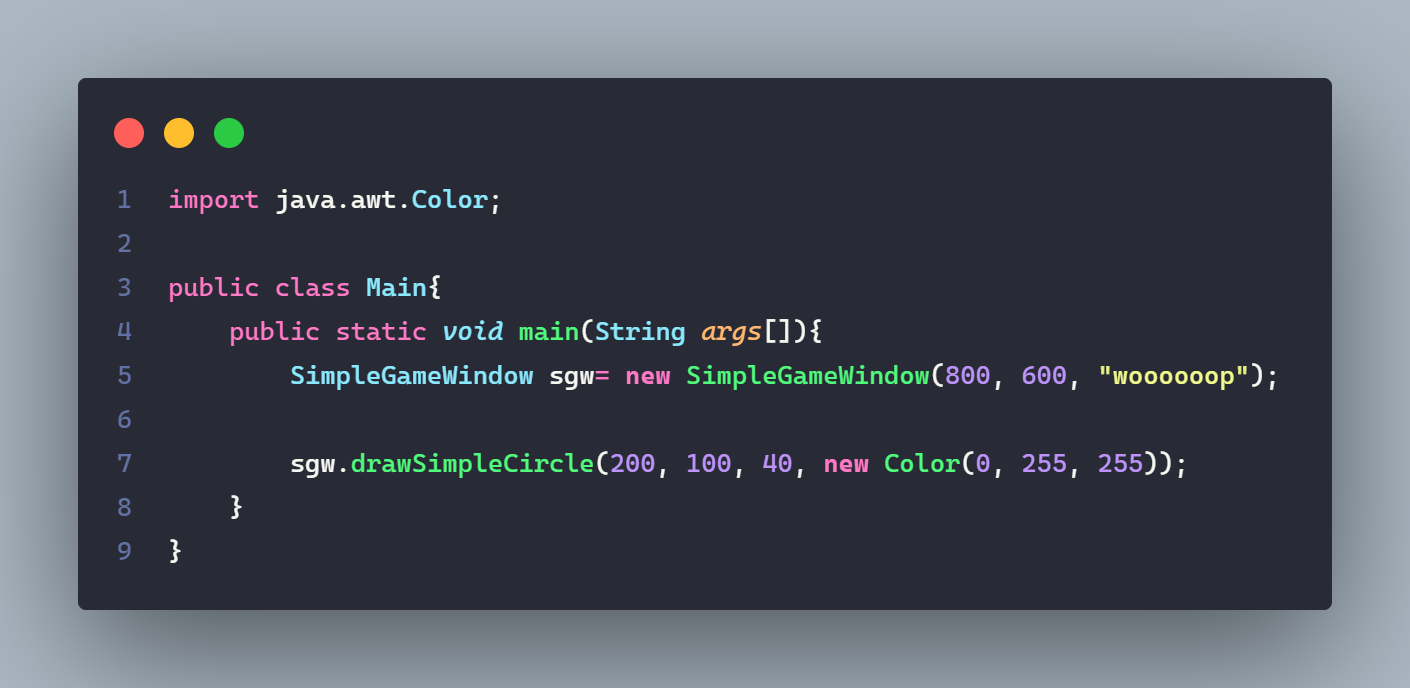 1 import java.awt.Color;
2
3 public class Main{
4     public static void main(String args[]){
5         SimpleGameWindow sgw= new SimpleGameWindow(800, 600, "woooooop");
6
7         sgw.drawSimpleCircle(200, 100, 40, new Color(0, 255, 255));
8     }
9 }